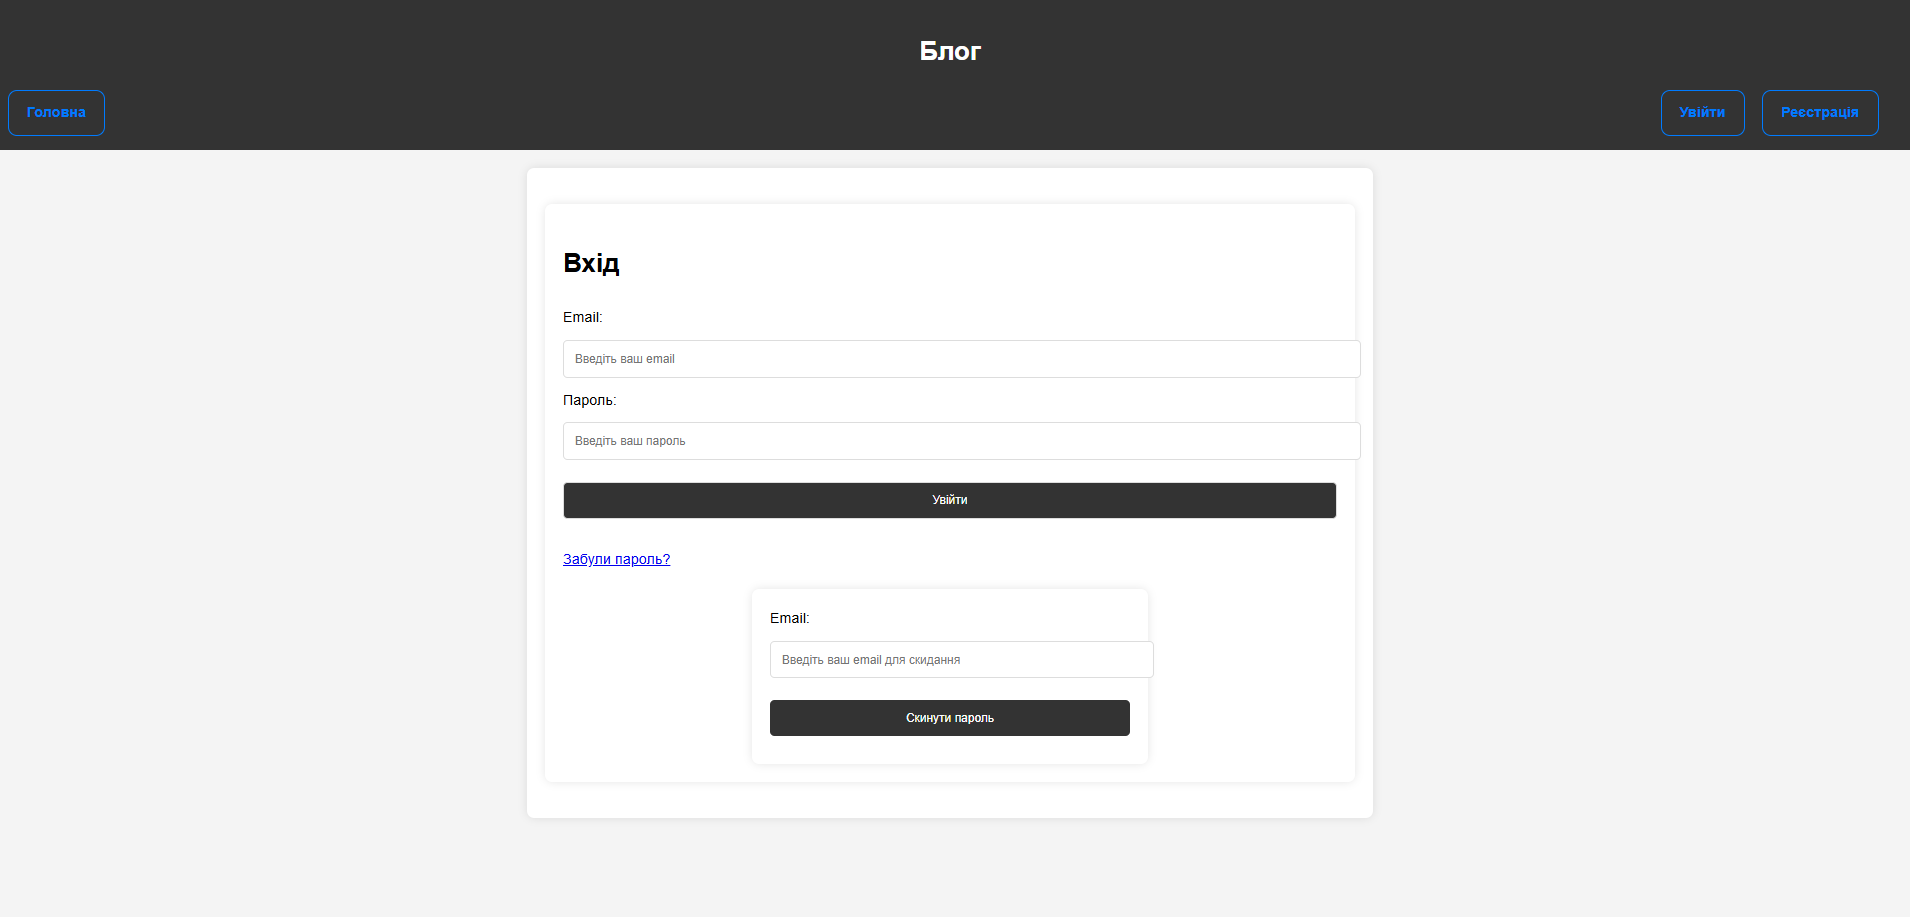 Блог
Головна
Увійти
Реєстрація
Вхід
Email:
Введіть ваш email
Пароль:
Введіть ваш пароль
Увійти
Забули пароль?
Email:
Введіть ваш email для скидання
Скинути пароль